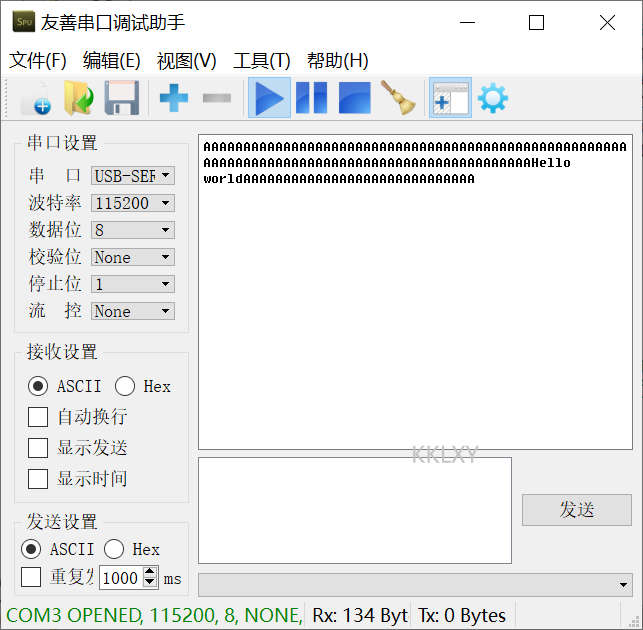 SPU 友善串口调试助手
文件(F) 编辑(E) 视图(V) 工具(T) 帮助(H)
串口设置
串 口 USB-SER
波特率 115200
数据位 8
校验位 None
停止位 1
流 控 None
接收设置
ASCII Hex
自动换行
显示发送
显示时间
发送设置
ASCII Hex
重复发 1000 ms
AAAAAAAAAAAAAAAAAAAAAAAAAAAAAAAAAAAAAAAAAAAAAAAAAAAAA
AAAAAAAAAAAAAAAAAAAAAAAAAAAAAAAAAAAAAAAAAHello
worldAAAAAAAAAAAAAAAAAAAAAAAAAAAAA
KKLXY
发送
COM3 OPENED, 115200, 8, NONE, Rx: 134 Byt Tx: 0 Bytes